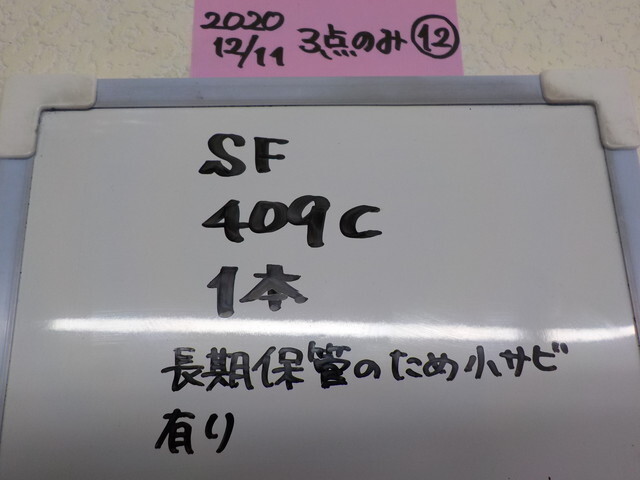 2020
12/11 3点のみ ⑫
SF
409C
1本
長期保管のため小サビ
有り